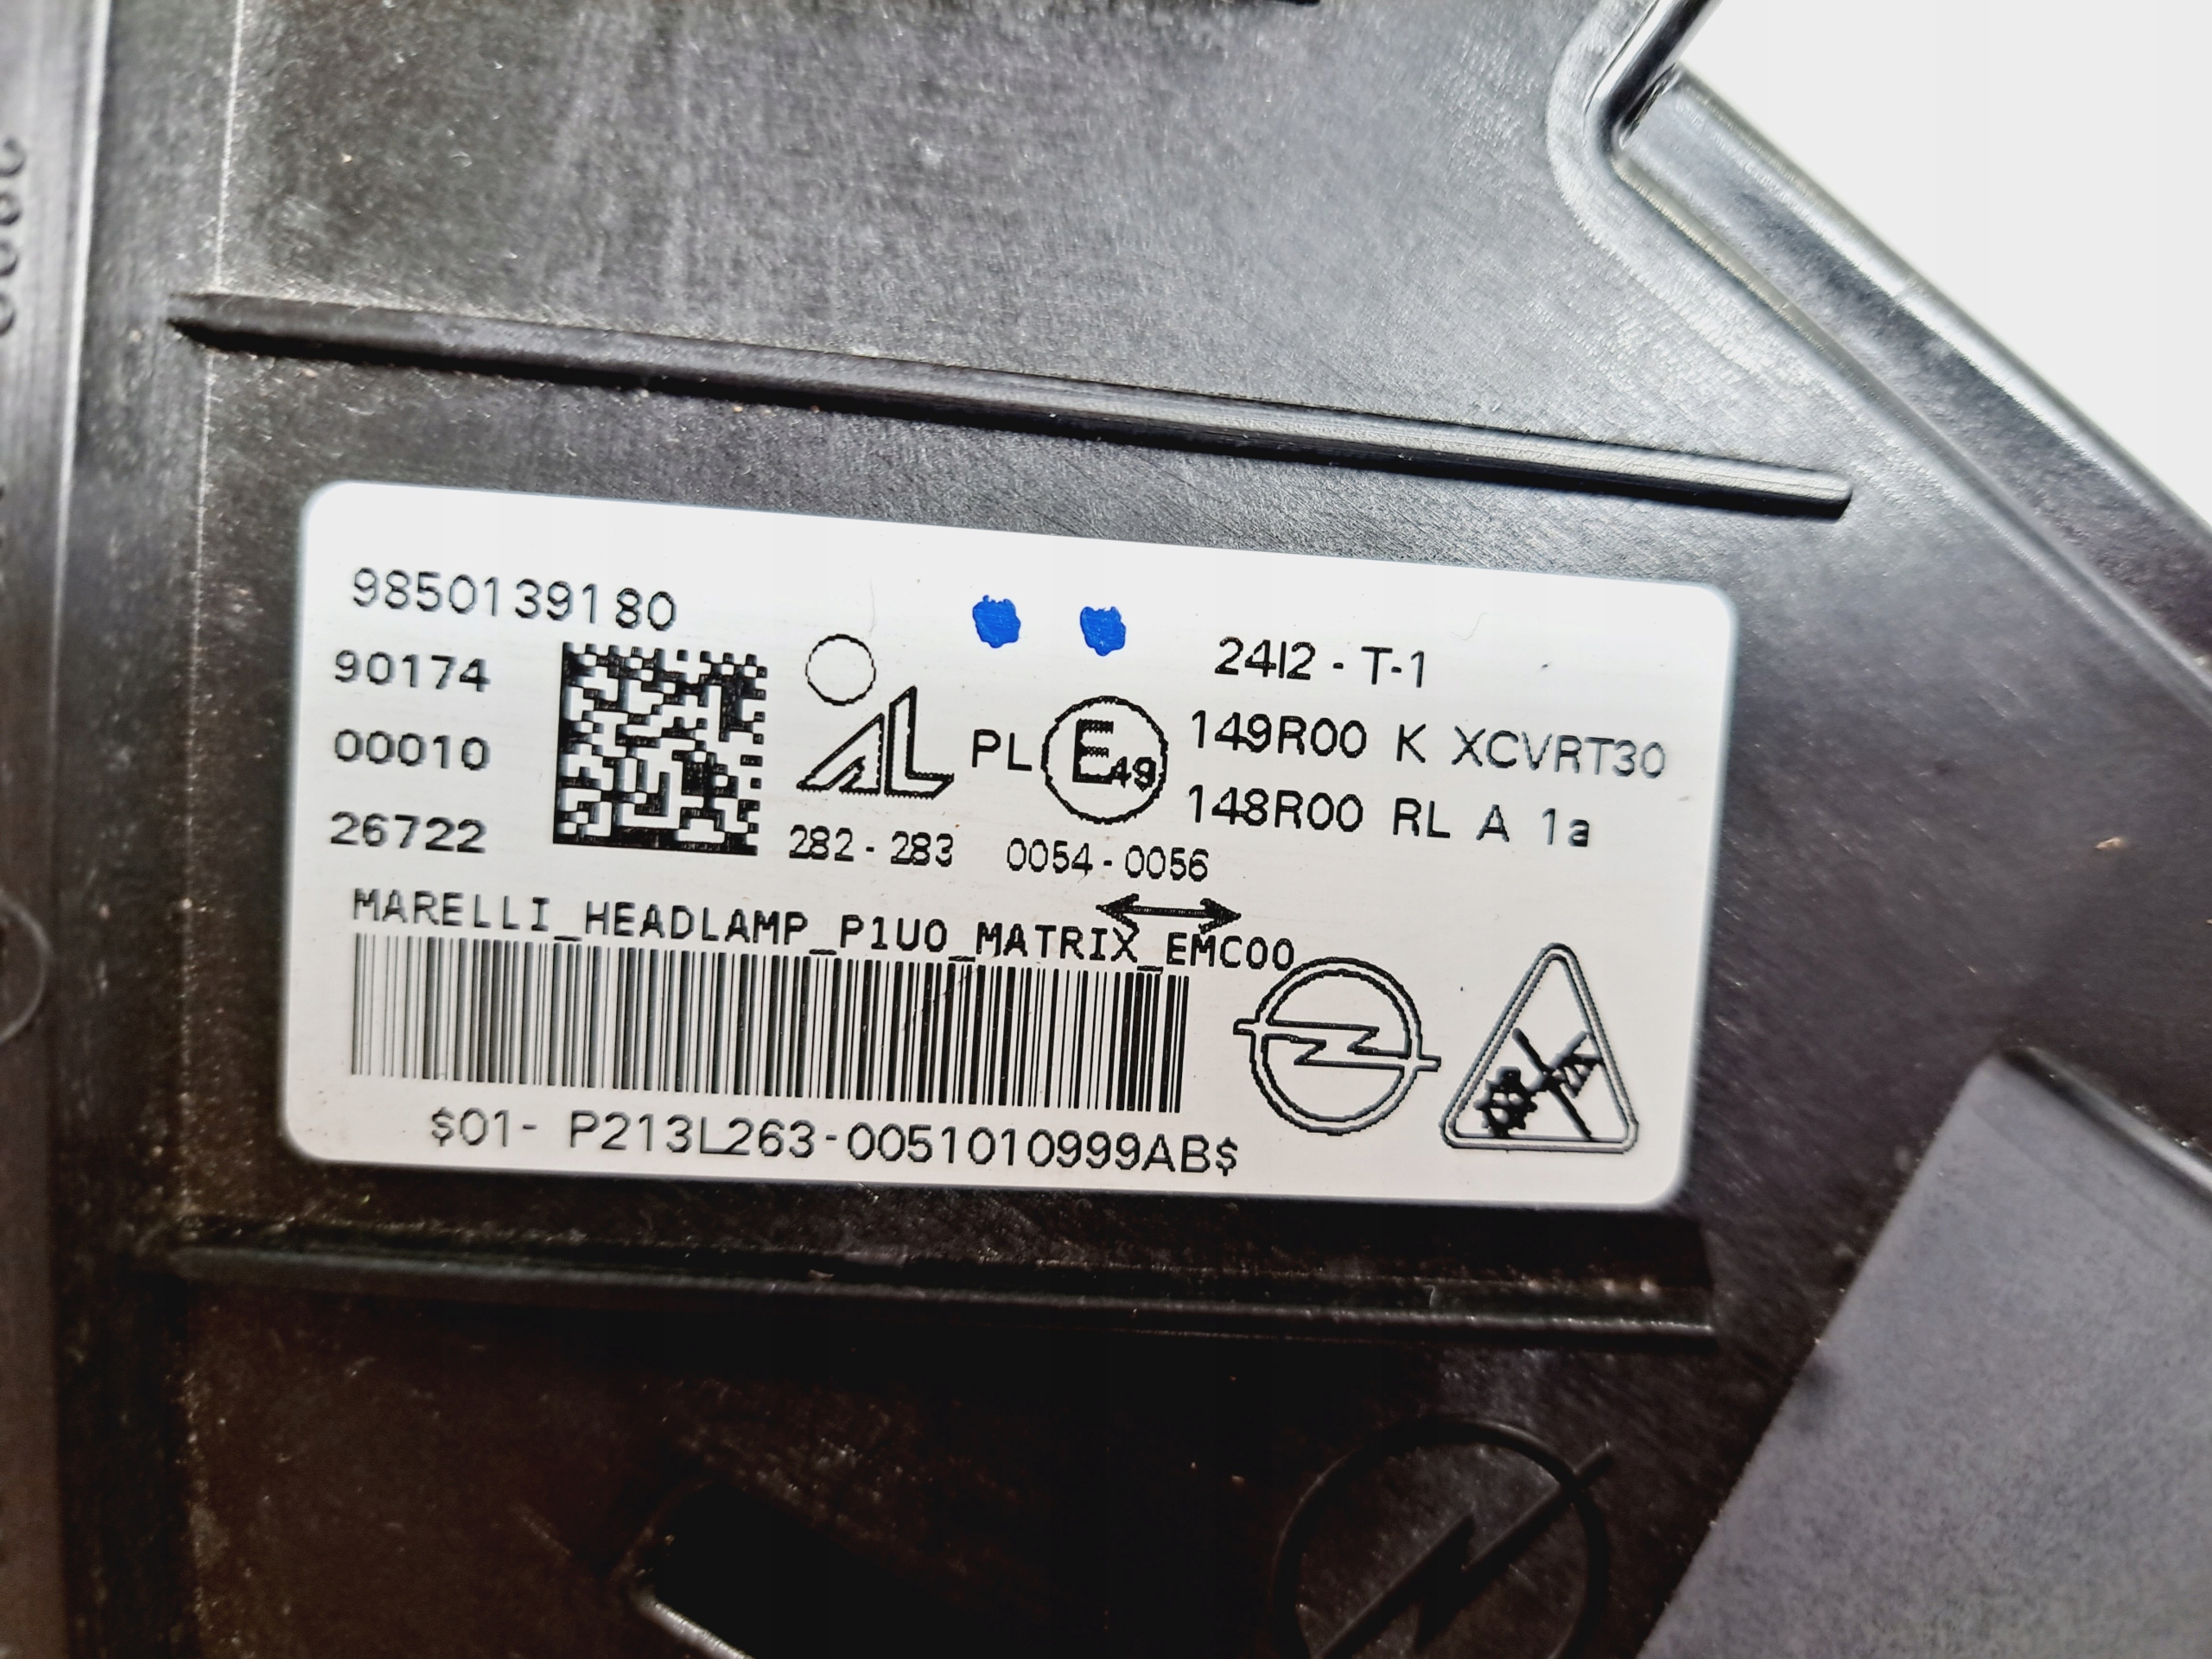 9850139180
90174
00010
26722
AL
PL
E49
24I2 - T-1
149R00 K XCVRT30
148R00 RL A 1a
282 - 283 0054 - 0056
MARELLI_HEADLAMP_P1U0_MATRIX_EMC00
$01- P213L263-0051010999AB$